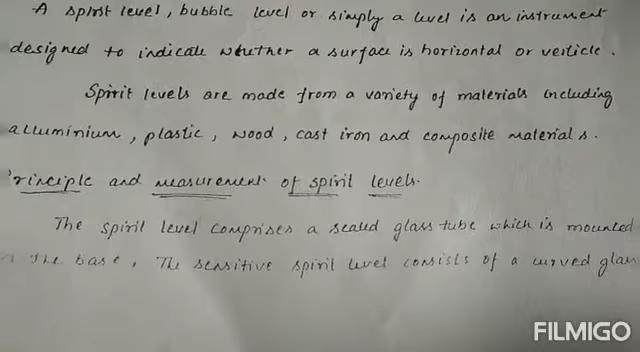 A spirit level, bubble level or simply a level is an instrument
designed to indicate whether a surface is horizontal or verticle.
Spirit levels are made from a variety of materials including
alluminium, plastic, wood, cast iron and composite materials.
rinciple and measurement of spirit levels.
The spirit level comprises a sealed glass tube which is mounted
the base, The sensitive spirit level consists of a curved glass
FILMIGO